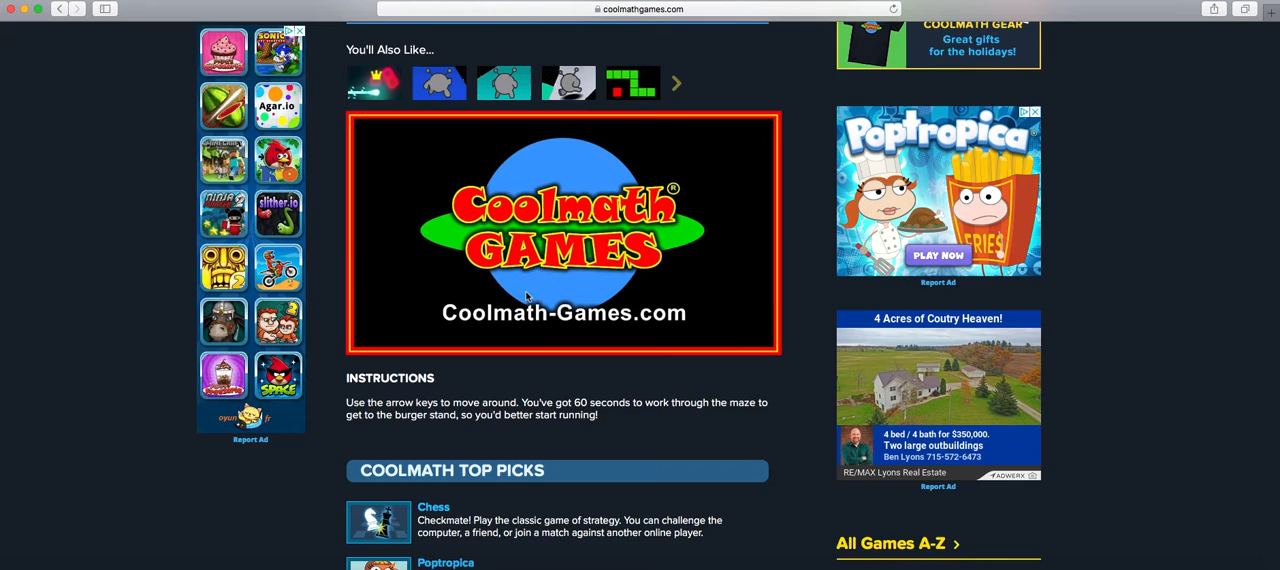 coolmathgames.com
Agar.io
slither.io
2
2
SPACE
oyun fr
Report Ad
You'll Also Like...
Coolmath®
GAMES
Coolmath-Games.com
INSTRUCTIONS
Use the arrow keys to move around. You've got 60 seconds to work through the maze to
get to the burger stand, so you'd better start running!
COOLMATH TOP PICKS
Chess
Checkmate! Play the classic game of strategy. You can challenge the
computer, a friend, or join a match against another online player.
Poptropica
COOLMATH GEAR
Great gifts
for the holidays!
Poptropica
FRIES
PLAY NOW
Report Ad
4 Acres of Coutry Heaven!
4 bed / 4 bath for $350,000.
Two large outbuildings
Ben Lyons 715-572-6473
RE/MAX Lyons Real Estate
ADWERX
Report Ad
All Games A-Z >